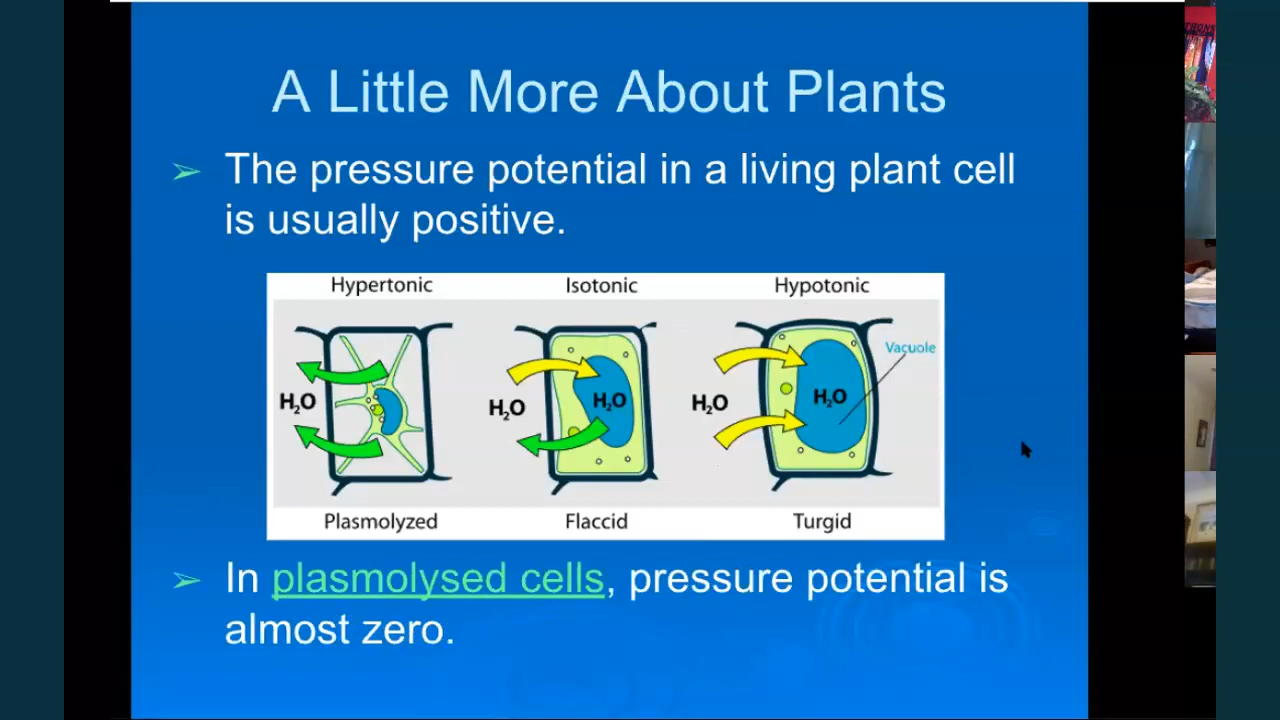 A Little More About Plants
➢ The pressure potential in a living plant cell
is usually positive.
Hypertonic Isotonic Hypotonic
Vacuole
H₂O H₂O H₂O H₂O H₂O
Plasmolyzed Flaccid Turgid
➢ In plasmolysed cells, pressure potential is
almost zero.